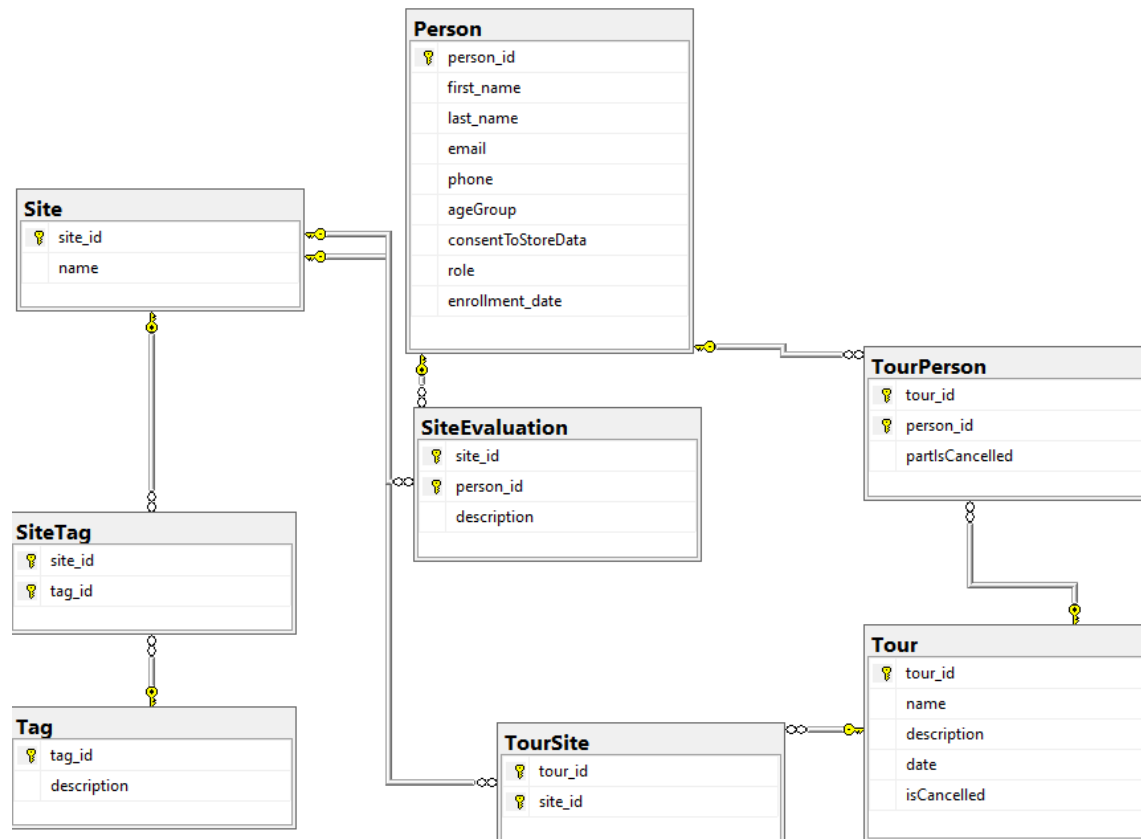 Person
person_id
first_name
last_name
email
phone
ageGroup
consentToStoreData
role
enrollment_date
Site
site_id
name
TourPerson
tour_id
person_id
partIsCancelled
SiteEvaluation
site_id
person_id
description
SiteTag
site_id
tag_id
Tour
tour_id
name
description
date
isCancelled
Tag
tag_id
description
TourSite
tour_id
site_id